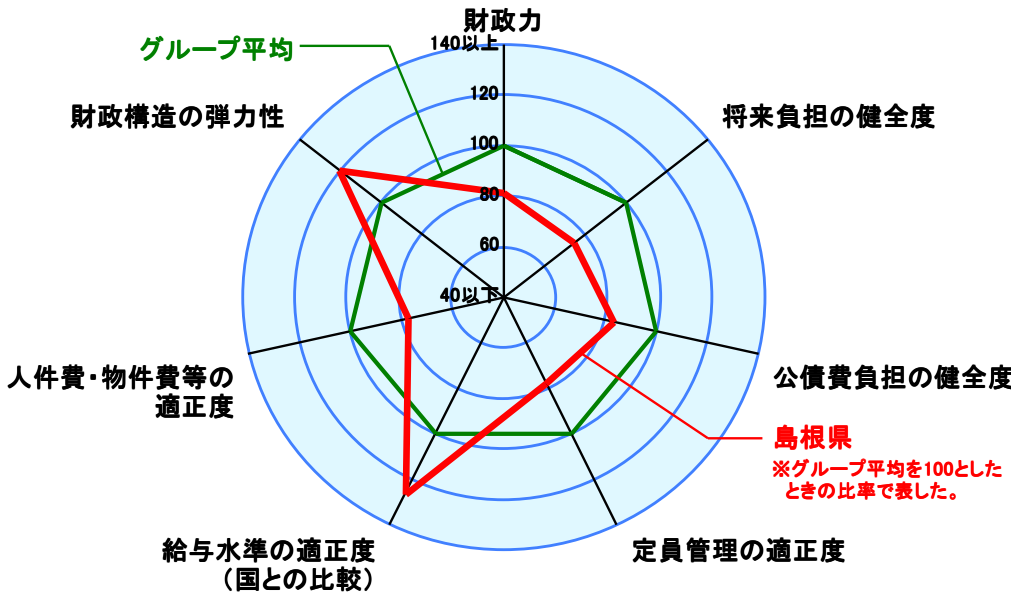 財政力
140以上
グループ平均
120
財政構造の弾力性
将来負担の健全度
100
80
60
40以下
人件費・物件費等の
適正度
公債費負担の健全度
島根県
※グループ平均を100とした
ときの比率で表した。
給与水準の適正度
（国との比較）
定員管理の適正度